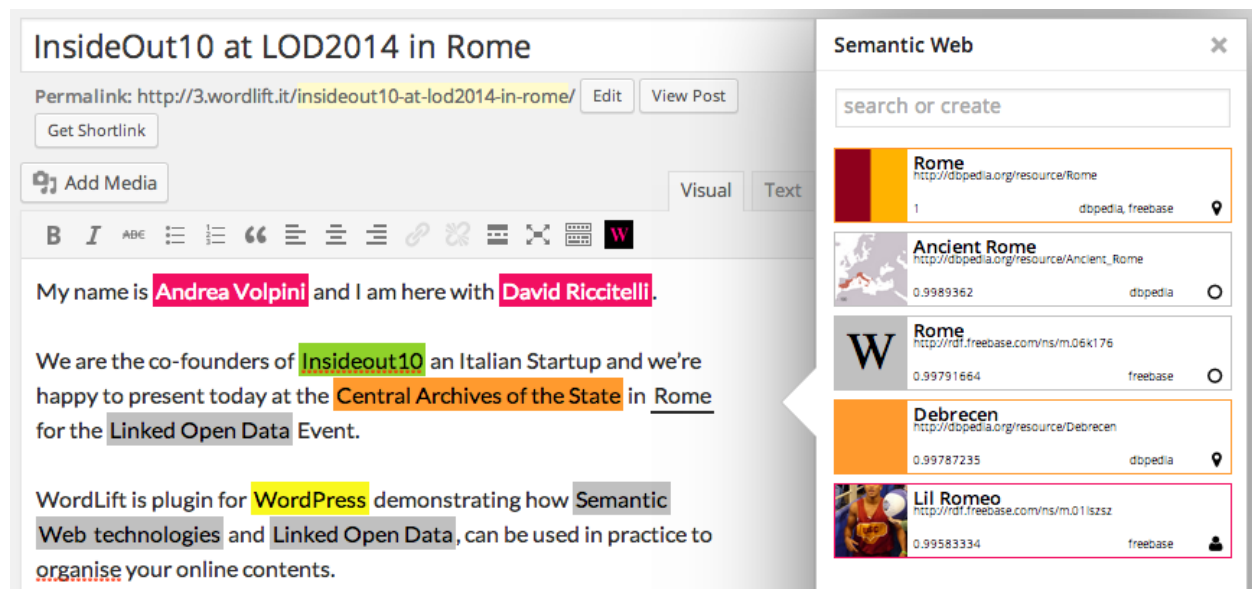 InsideOut10 at LOD2014 in Rome
Permalink: http://3.wordlift.it/insideout10-at-lod2014-in-rome/ Edit View Post
Get Shortlink
Add Media
Visual Text
B I ABE W
My name is Andrea Volpini and I am here with David Riccitelli.
We are the co-founders of Insideout10 an Italian Startup and we're
happy to present today at the Central Archives of the State in Rome
for the Linked Open Data Event.
WordLift is plugin for WordPress demonstrating how Semantic
Web technologies and Linked Open Data, can be used in practice to
organise your online contents.
Semantic Web
search or create
Rome
http://dbpedia.org/resource/Rome
1 dbpedia, freebase
Ancient Rome
http://dbpedia.org/resource/Ancient_Rome
0.9989362 dbpedia
W
Rome
http://rdf.freebase.com/ns/m.06k176
0.99791664 freebase
Debrecen
http://dbpedia.org/resource/Debrecen
0.99787235 dbpedia
Lil Romeo
http://rdf.freebase.com/ns/m.01lszsz
0.99583334 freebase